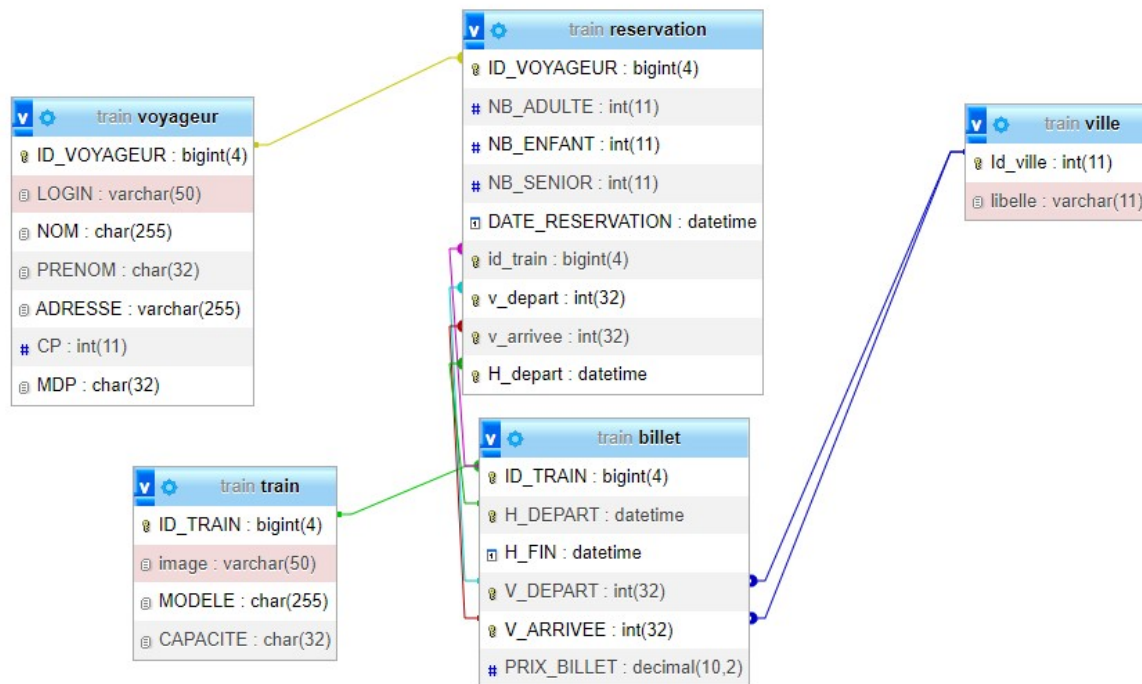 train reservation
ID_VOYAGEUR : bigint(4)
NB_ADULTE : int(11)
NB_ENFANT : int(11)
NB_SENIOR : int(11)
DATE_RESERVATION : datetime
id_train : bigint(4)
v_depart : int(32)
v_arrivee : int(32)
H_depart : datetime
train voyageur
ID_VOYAGEUR : bigint(4)
LOGIN : varchar(50)
NOM : char(255)
PRENOM : char(32)
ADRESSE : varchar(255)
CP : int(11)
MDP : char(32)
train ville
Id_ville : int(11)
libelle : varchar(11)
train billet
ID_TRAIN : bigint(4)
H_DEPART : datetime
H_FIN : datetime
V_DEPART : int(32)
V_ARRIVEE : int(32)
PRIX_BILLET : decimal(10,2)
train train
ID_TRAIN : bigint(4)
image : varchar(50)
MODELE : char(255)
CAPACITE : char(32)